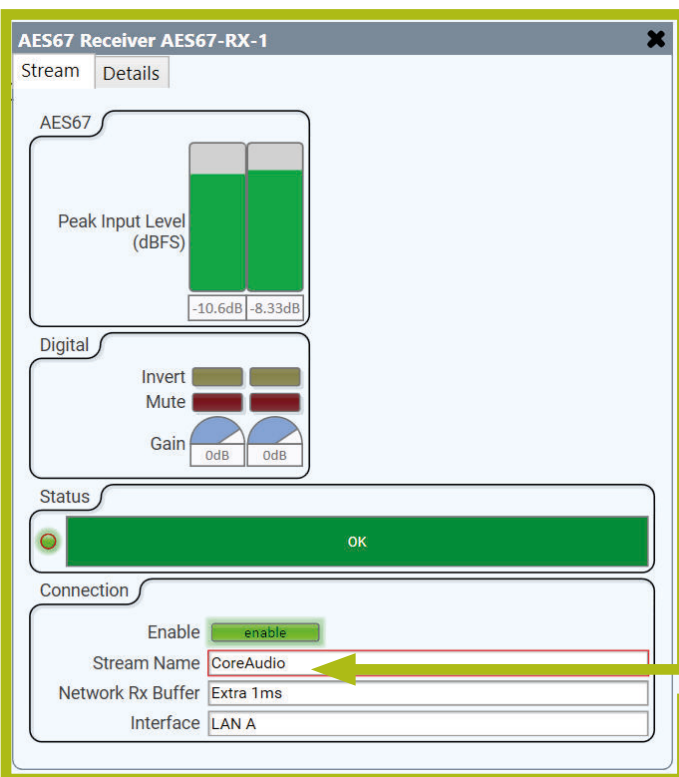 AES67 Receiver AES67-RX-1
Stream Details
AES67
Peak Input Level
(dBFS)
-10.6dB -8.33dB
Digital
Invert
Mute
Gain
0dB 0dB
Status
OK
Connection
Enable enable
Stream Name CoreAudio
Network Rx Buffer Extra 1ms
Interface LAN A